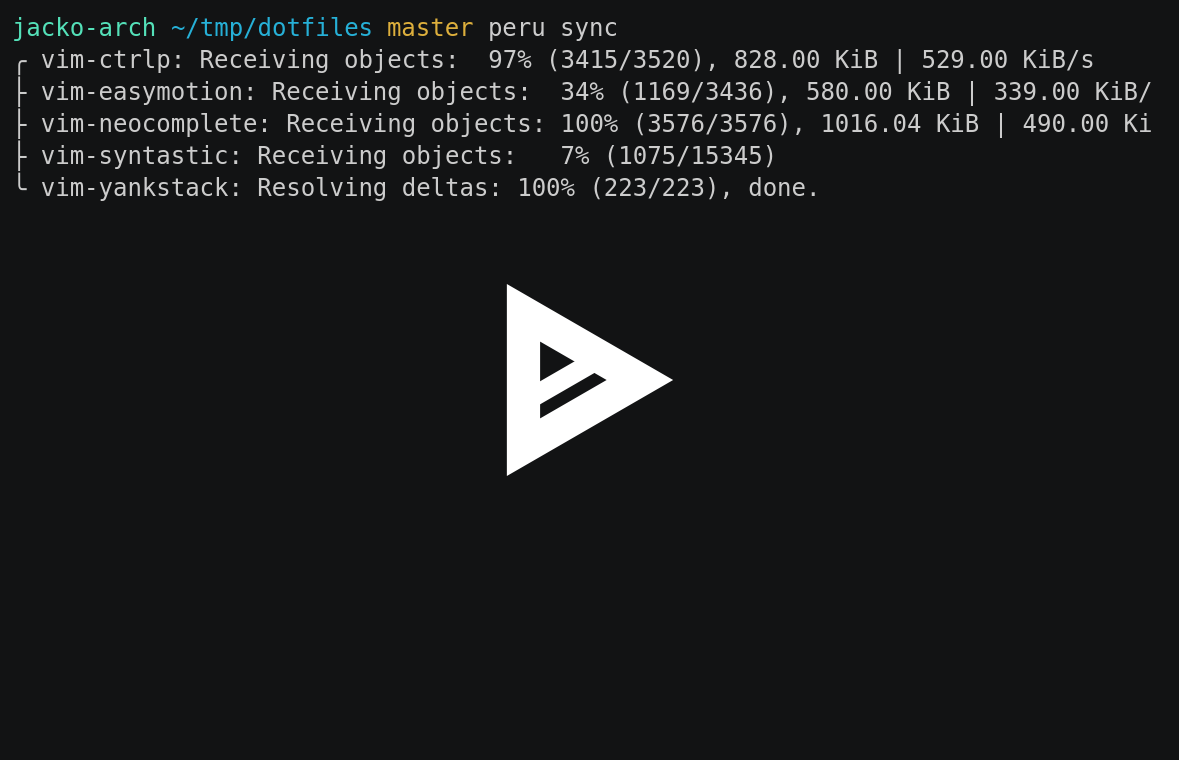 jacko-arch ~/tmp/dotfiles master peru sync
╭ vim-ctrlp: Receiving objects:  97% (3415/3520), 828.00 KiB | 529.00 KiB/s
├ vim-easymotion: Receiving objects:  34% (1169/3436), 580.00 KiB | 339.00 KiB/
├ vim-neocomplete: Receiving objects: 100% (3576/3576), 1016.04 KiB | 490.00 Ki
├ vim-syntastic: Receiving objects:   7% (1075/15345)
╰ vim-yankstack: Resolving deltas: 100% (223/223), done.